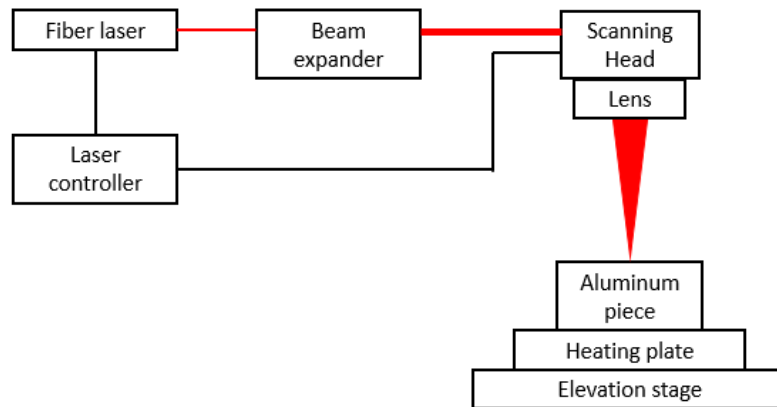 Fiber laser
Beam
expander
Scanning
Head
Lens
Laser
controller
Aluminum
piece
Heating plate
Elevation stage